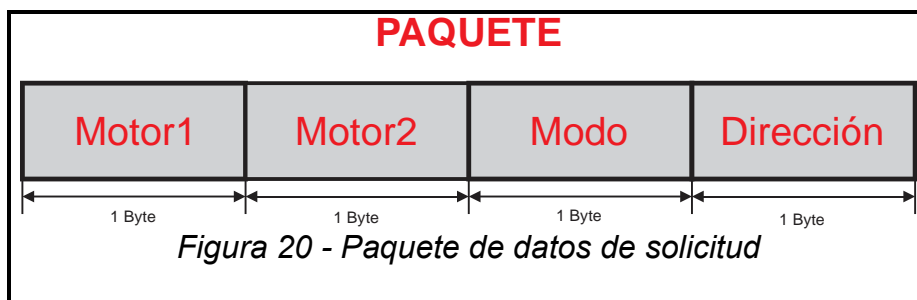 PAQUETE
Motor1 Motor2 Modo Dirección
1 Byte 1 Byte 1 Byte 1 Byte
Figura 20 - Paquete de datos de solicitud